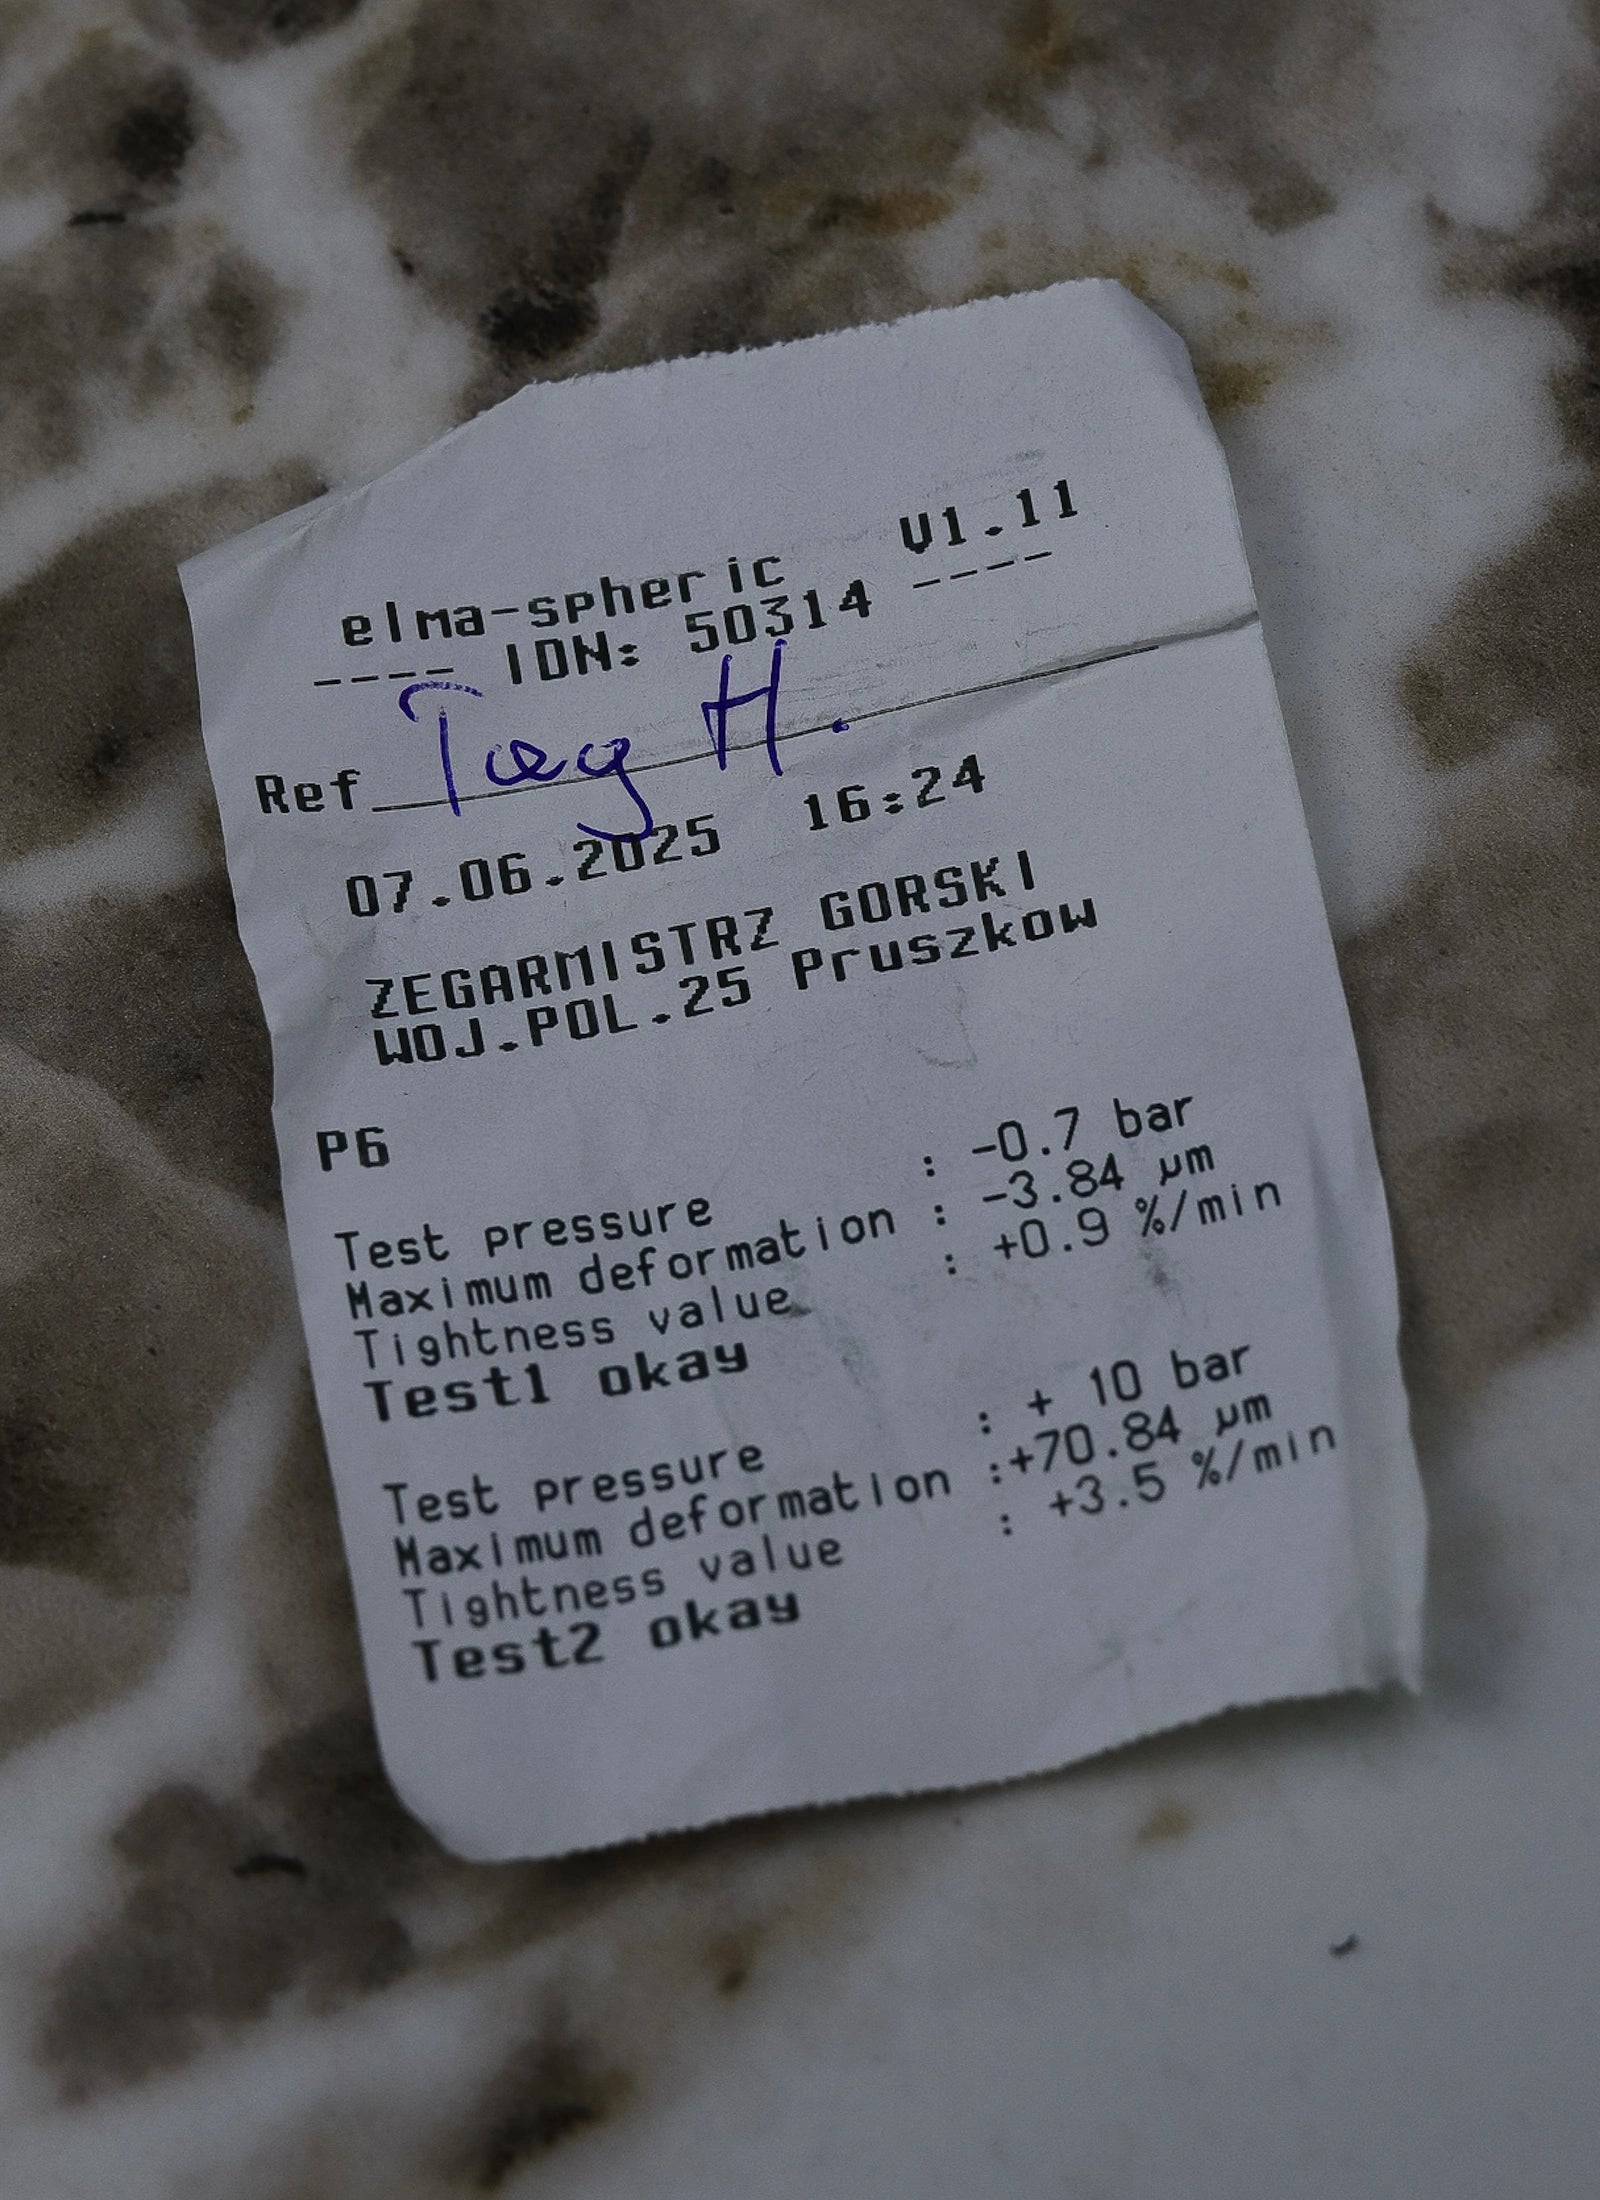 elma-spheric V1.11
---- IDN: 50314 ----
Ref Tag H.
07.06.2025 16:24
ZEGARMISTRZ GORSKI
WOJ.POL.25 Pruszkow
P6
Test pressure : -0.7 bar
Maximum deformation : -3.84 µm
Tightness value : +0.9 %/min
Test1 okay
Test pressure : + 10 bar
Maximum deformation :+70.84 µm
Tightness value : +3.5 %/min
Test2 okay